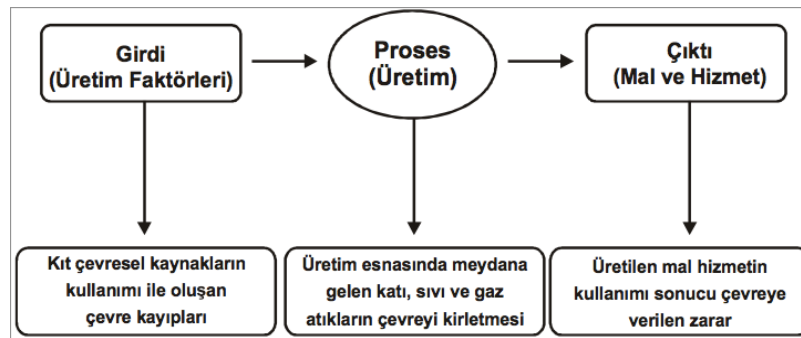 Girdi
(Üretim Faktörleri)
Proses
(Üretim)
Çıktı
(Mal ve Hizmet)
Kıt çevresel kaynakların
kullanımı ile oluşan
çevre kayıpları
Üretim esnasında meydana
gelen katı, sıvı ve gaz
atıkların çevreyi kirletmesi
Üretilen mal hizmetin
kullanımı sonucu çevreye
verilen zarar